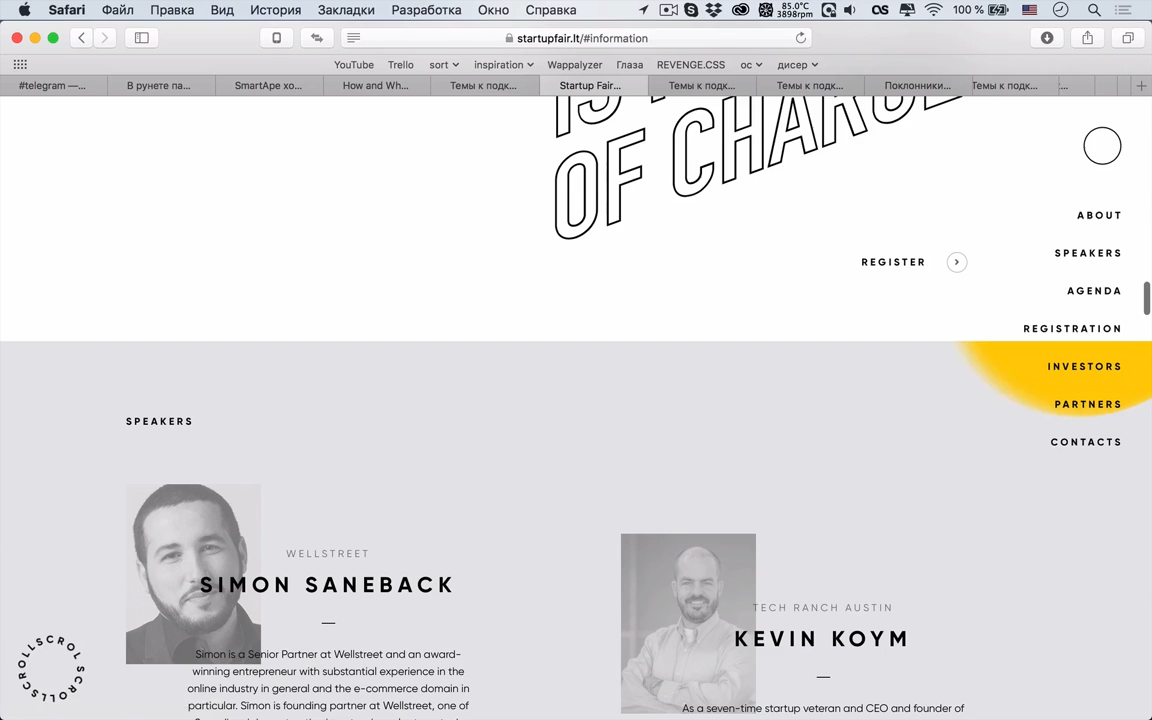 Safari Файл Правка Вид История Закладки Разработка Окно Справка
85.0°C
3898rpm
100 %
startupfair.lt/#information
YouTube Trello sort inspiration Wappalyzer Глаза REVENGE.CSS ос дисер
#telegram —... В рунете па... SmartApe хо... How and Wh... Темы к подк... Startup Fair... Темы к подк... Темы к подк... Поклонники... Темы к подк...
OF CHARGE
ABOUT
SPEAKERS
REGISTER
AGENDA
REGISTRATION
INVESTORS
PARTNERS
CONTACTS
SPEAKERS
WELLSTREET
SIMON SANEBACK
Simon is a Senior Partner at Wellstreet and an award-
winning entrepreneur with substantial experience in the
online industry in general and the e-commerce domain in
particular. Simon is founding partner at Wellstreet, one of
TECH RANCH AUSTIN
KEVIN KOYM
As a seven-time startup veteran and CEO and founder of
SCROLLSCROLLSCROLL